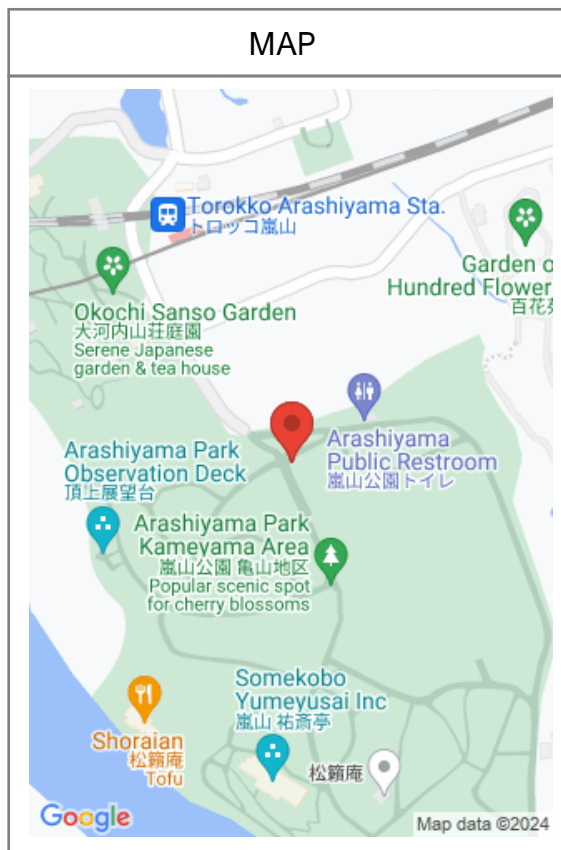 MAP
Torokko Arashiyama Sta.
トロッコ嵐山
Garden o
Hundred Flower
百花苑
Okochi Sanso Garden
大河内山荘庭園
Serene Japanese
garden & tea house
Arashiyama
Public Restroom
嵐山公園トイレ
Arashiyama Park
Observation Deck
頂上展望台
Arashiyama Park
Kameyama Area
嵐山公園 亀山地区
Popular scenic spot
for cherry blossoms
Somekobo
Yumeyusai Inc
嵐山 祐斎亭
Shoraian
松籟庵
Tofu
松籟庵
Google
Map data ©2024